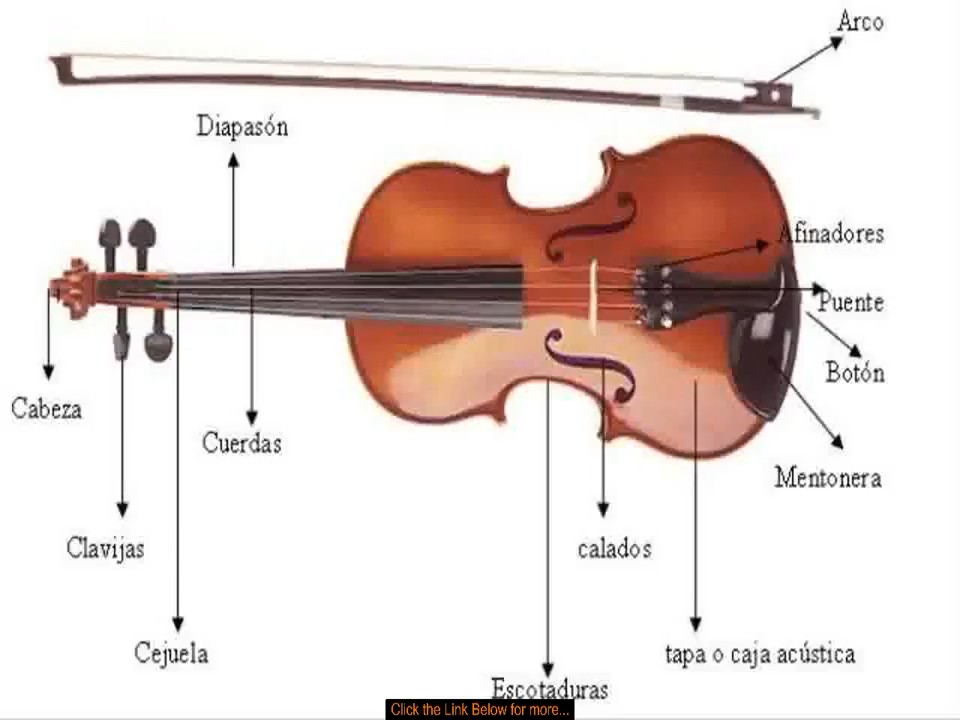 Arco
Diapasón
Afinadores
Puente
Botón
Cabeza
Cuerdas
Mentonera
Clavijas
calados
Cejuela
tapa o caja acústica
Escotaduras
Click the Link Below for more...